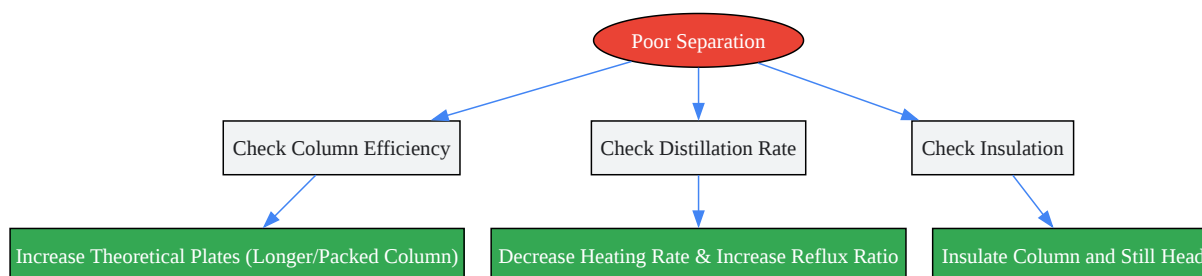 Poor Separation
Check Column Efficiency
Check Distillation Rate
Check Insulation
Increase Theoretical Plates (Longer/Packed Column)
Decrease Heating Rate & Increase Reflux Ratio
Insulate Column and Still Head